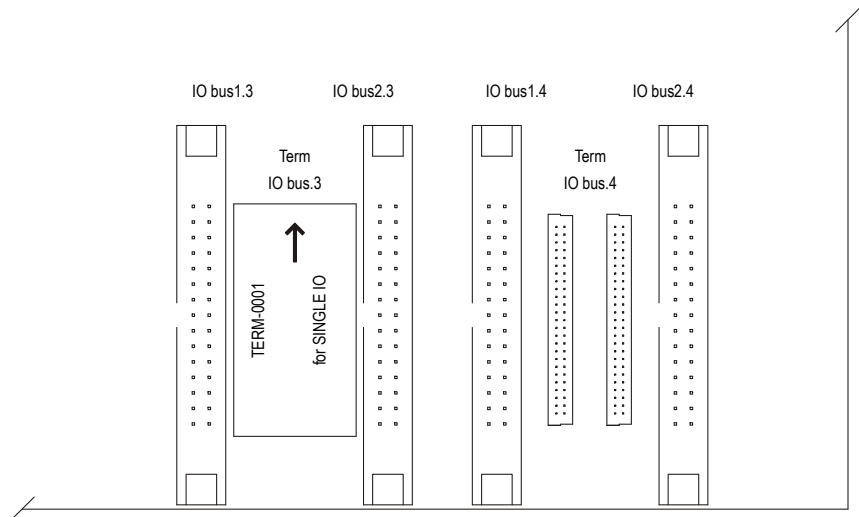 IO bus1.3
IO bus2.3
IO bus1.4
IO bus2.4
Term
IO bus.3
Term
IO bus.4
TERM-0001
for SINGLE IO